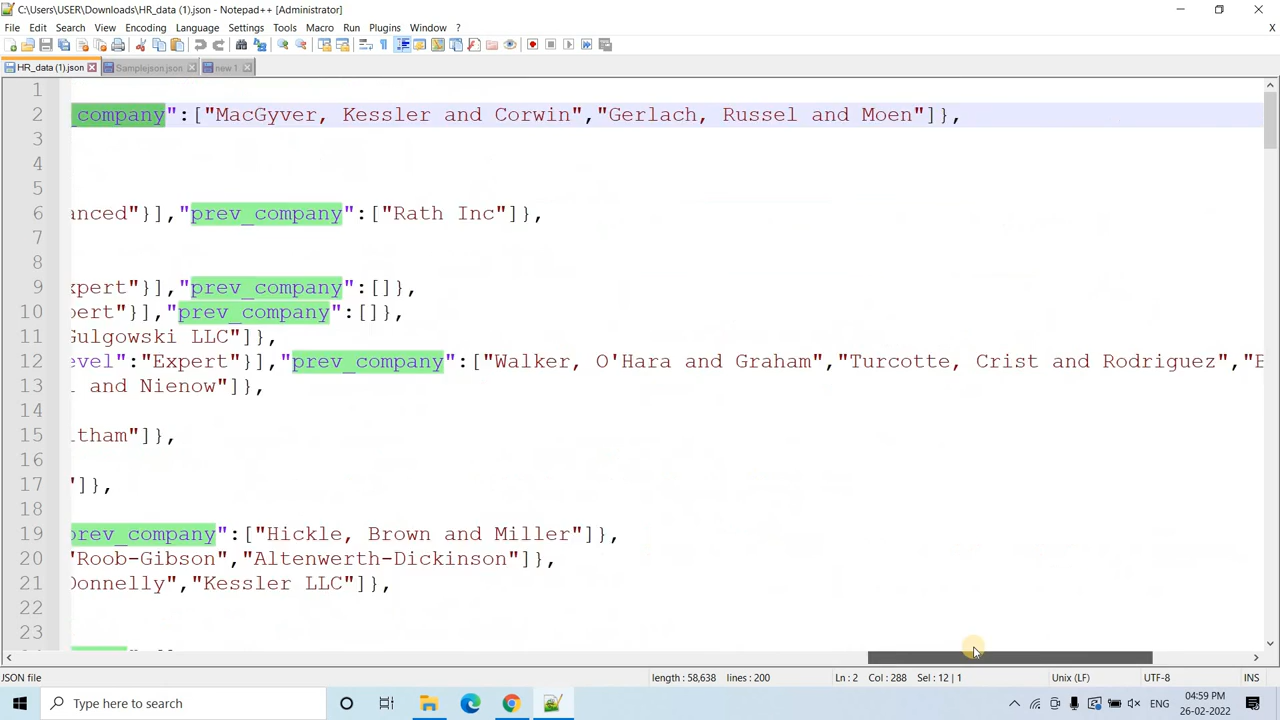 C:\Users\USER\Downloads\HR_data (1).json - Notepad++ [Administrator]
File Edit Search View Encoding Language Settings Tools Macro Run Plugins Window ? X
HR_data (1).json Samplejson.json new 1
1
2 _company":["MacGyver, Kessler and Corwin","Gerlach, Russel and Moen"]},
3
4
5
6 anced"}],"prev_company":["Rath Inc"]},
7
8
9 xpert"}],"prev_company":[]},
10 pert"}],"prev_company":[]},
11 Gulgowski LLC"]},
12 evel":"Expert"}],"prev_company":["Walker, O'Hara and Graham","Turcotte, Crist and Rodriguez","B
13 l and Nienow"]},
14
15 ltham"]},
16
17 "]},
18
19 prev_company":["Hickle, Brown and Miller"]},
20 "Roob-Gibson","Altenwerth-Dickinson"]},
21 Donnelly","Kessler LLC"]},
22
23
JSON file length : 58,638 lines : 200 Ln : 2 Col : 288 Sel : 12 | 1 Unix (LF) UTF-8 INS
Type here to search ENG 04:59 PM
26-02-2022